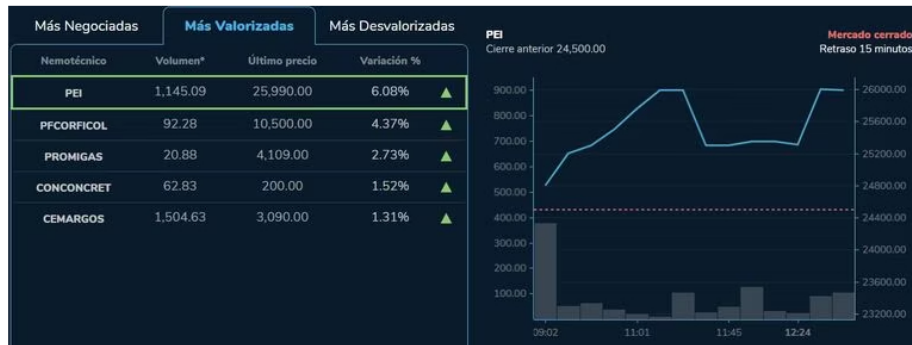 Más Negociadas Más Valorizadas Más Desvalorizadas
Nemotécnico Volumen* Último precio Variación %
PEI 1,145.09 25,990.00 6.08% ▲
PFCORFICOL 92.28 10,500.00 4.37% ▲
PROMIGAS 20.88 4,109.00 2.73% ▲
CONCONCRET 62.83 200.00 1.52% ▲
CEMARGOS 1,504.63 3,090.00 1.31% ▲
PEI Mercado cerrado
Cierre anterior 24,500.00 Retraso 15 minutos
900.00 26000.00
800.00 25600.00
700.00 25200.00
600.00
500.00 24800.00
400.00 24400.00
300.00 24000.00
200.00 23600.00
100.00 23200.00
09:02 11:01 11:45 12:24